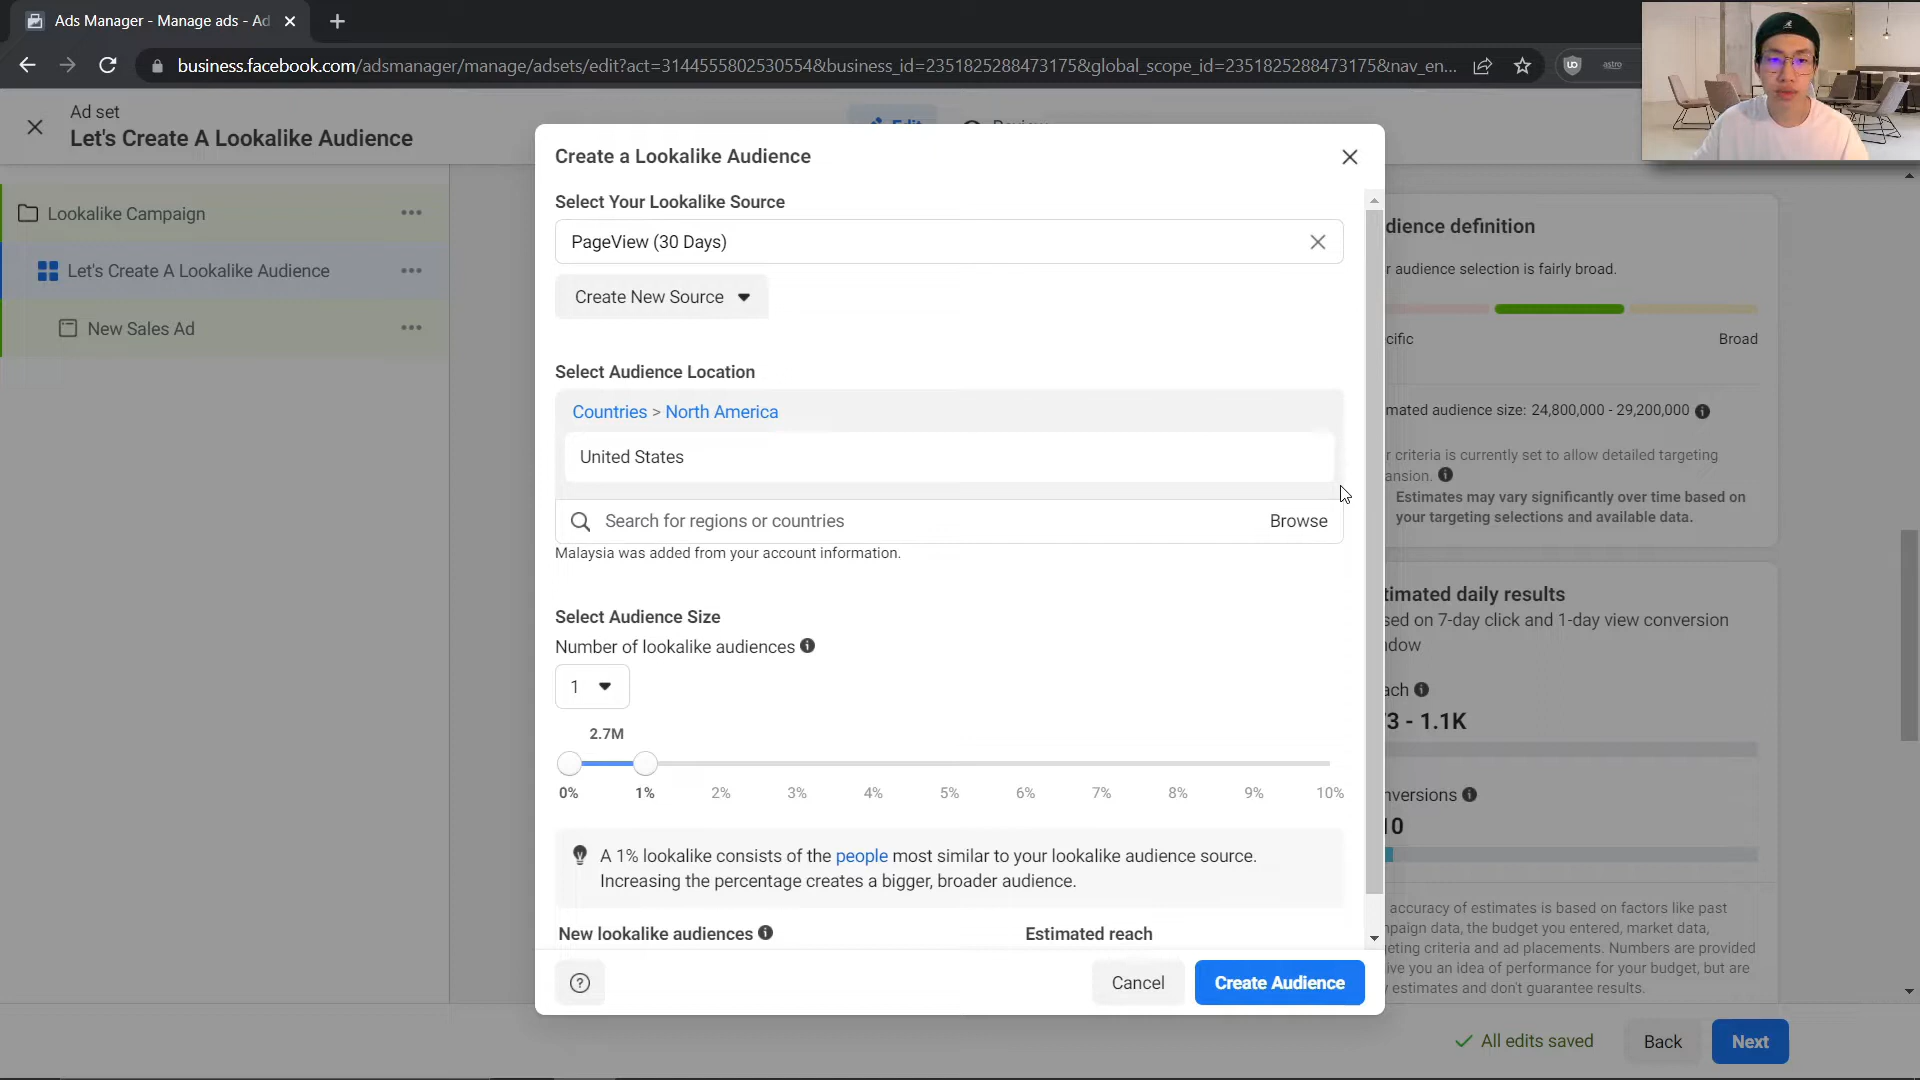 Ads Manager - Manage ads - Ad
business.facebook.com/adsmanager/manage/adsets/edit?act=3144555802530554&business_id=2351825288473175&global_scope_id=2351825288473175&nav_en...
astro
Ad set
Let's Create A Lookalike Audience
Edit
Review
Lookalike Campaign
Let's Create A Lookalike Audience
New Sales Ad
Create a Lookalike Audience
Select Your Lookalike Source
PageView (30 Days)
Create New Source
Select Audience Location
Countries > North America
United States
Search for regions or countries
Browse
Malaysia was added from your account information.
Select Audience Size
Number of lookalike audiences
1
2.7M
0% 1% 2% 3% 4% 5% 6% 7% 8% 9% 10%
A 1% lookalike consists of the people most similar to your lookalike audience source.
Increasing the percentage creates a bigger, broader audience.
New lookalike audiences
Estimated reach
Cancel
Create Audience
dience definition
r audience selection is fairly broad.
cific
Broad
mated audience size: 24,800,000 - 29,200,000
r criteria is currently set to allow detailed targeting
ansion.
Estimates may vary significantly over time based on
your targeting selections and available data.
timated daily results
sed on 7-day click and 1-day view conversion
dow
ach
3 - 1.1K
nversions
10
accuracy of estimates is based on factors like past
paign data, the budget you entered, market data,
eting criteria and ad placements. Numbers are provided
ive you an idea of performance for your budget, but are
estimates and don't guarantee results.
All edits saved
Back
Next